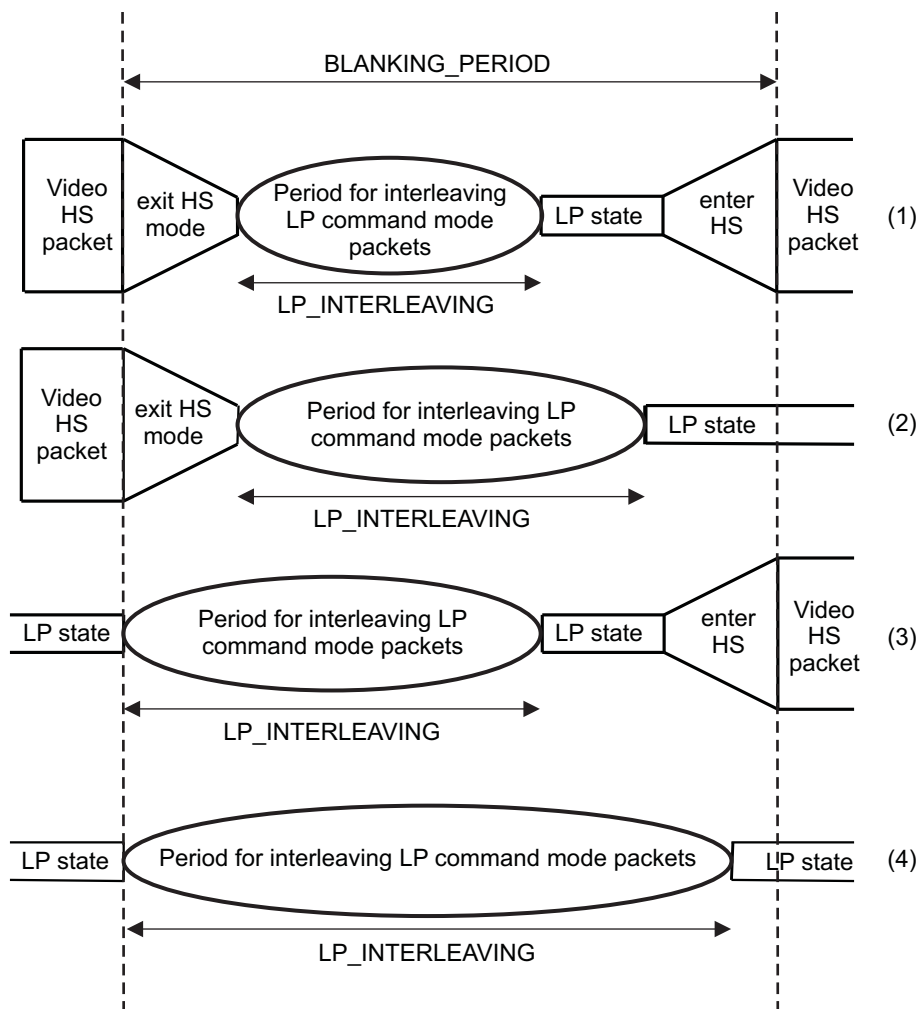 BLANKING_PERIOD
Video
HS
packet
exit HS
mode
Period for interleaving
LP command mode
packets
LP state
enter
HS
Video
HS
packet
(1)
LP_INTERLEAVING
Video
HS
packet
exit HS
mode
Period for interleaving LP
command mode packets
LP state
(2)
LP_INTERLEAVING
LP state
Period for interleaving LP
command mode packets
LP state
enter
HS
Video
HS
packet
(3)
LP_INTERLEAVING
LP state
Period for interleaving LP command mode packets
LP state
(4)
LP_INTERLEAVING